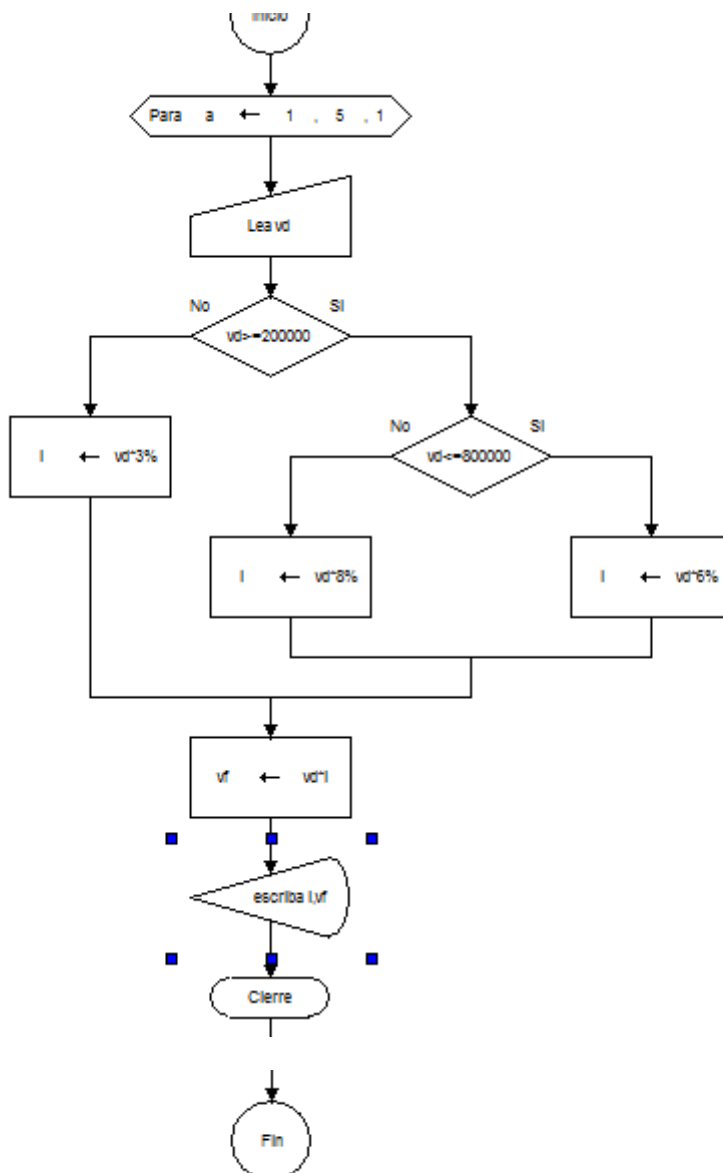 Inicio
Para a ← 1 , 5 , 1
Lea vd
No SI
vd>=200000
I ← vd*3%
No SI
vd<=800000
I ← vd*8%
I ← vd*6%
vf ← vd*I
escriba I,vf
Cierre
Fin